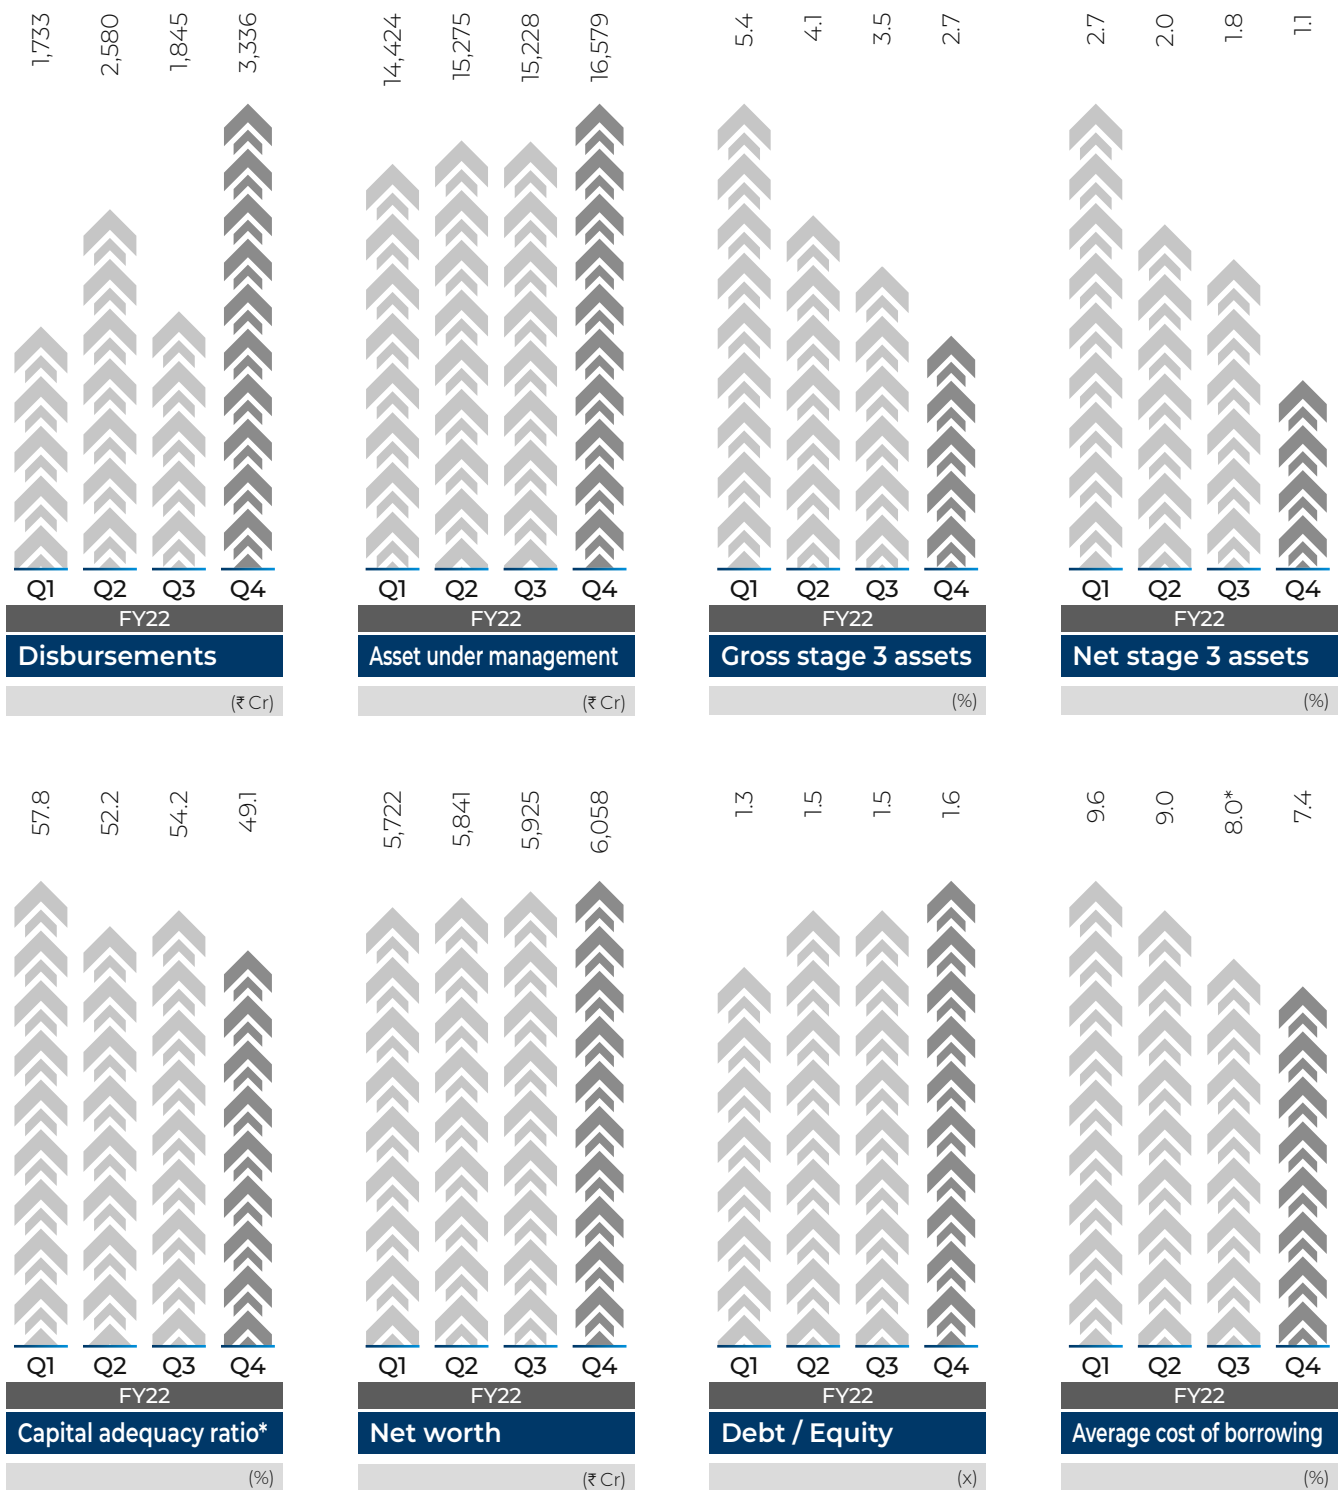 1,733 2,580 1,845 3,336
Q1 Q2 Q3 Q4
FY22
Disbursements
(₹ Cr)
14,424 15,275 15,228 16,579
Q1 Q2 Q3 Q4
FY22
Asset under management
(₹ Cr)
5.4 4.1 3.5 2.7
Q1 Q2 Q3 Q4
FY22
Gross stage 3 assets
(%)
2.7 2.0 1.8 1.1
Q1 Q2 Q3 Q4
FY22
Net stage 3 assets
(%)
57.8 52.2 54.2 49.1
Q1 Q2 Q3 Q4
FY22
Capital adequacy ratio*
(%)
5,722 5,841 5,925 6,058
Q1 Q2 Q3 Q4
FY22
Net worth
(₹ Cr)
1.3 1.5 1.5 1.6
Q1 Q2 Q3 Q4
FY22
Debt / Equity
(x)
9.6 9.0 8.0* 7.4
Q1 Q2 Q3 Q4
FY22
Average cost of borrowing
(%)